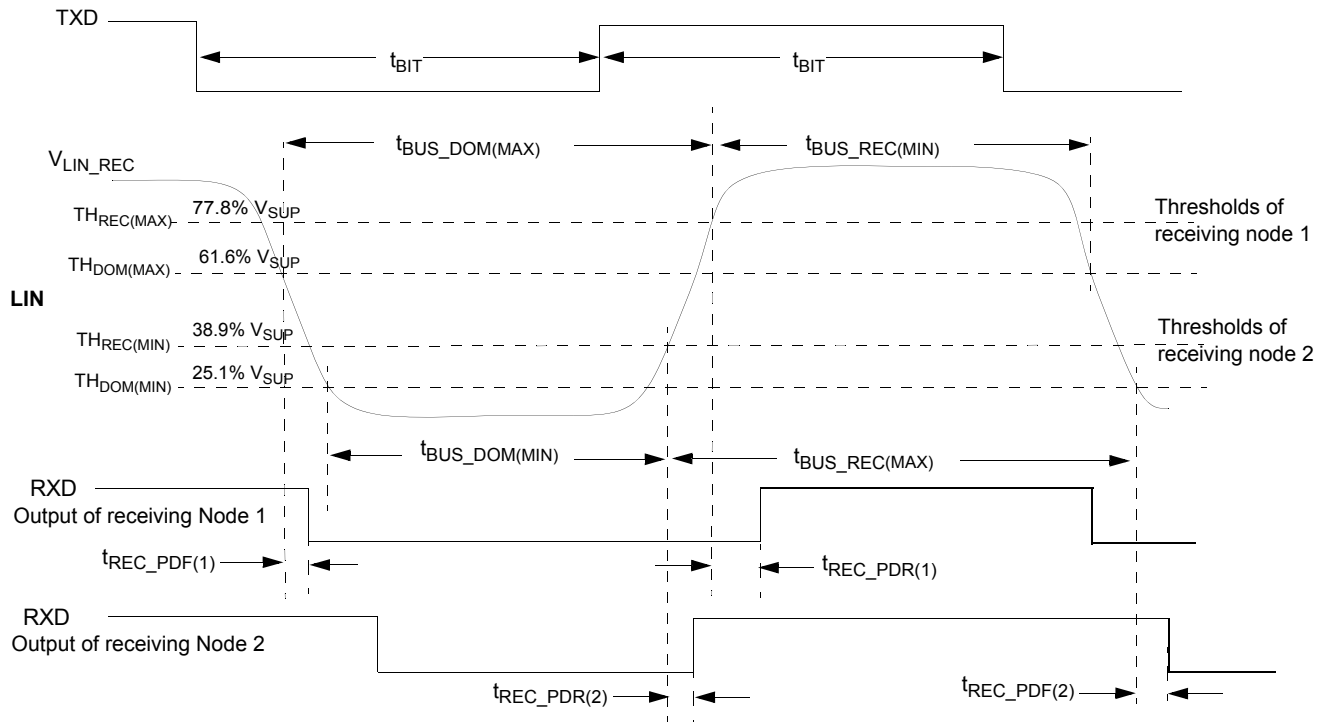 TXD
tBIT
tBIT
tBUS_DOM(MAX)
tBUS_REC(MIN)
VLIN_REC
THREC(MAX) 77.8% VSUP
Thresholds of
receiving node 1
THDOM(MAX) 61.6% VSUP
LIN
THREC(MIN) 38.9% VSUP
Thresholds of
receiving node 2
THDOM(MIN) 25.1% VSUP
tBUS_DOM(MIN)
tBUS_REC(MAX)
RXD
Output of receiving Node 1
tREC_PDF(1)
tREC_PDR(1)
RXD
Output of receiving Node 2
tREC_PDR(2)
tREC_PDF(2)